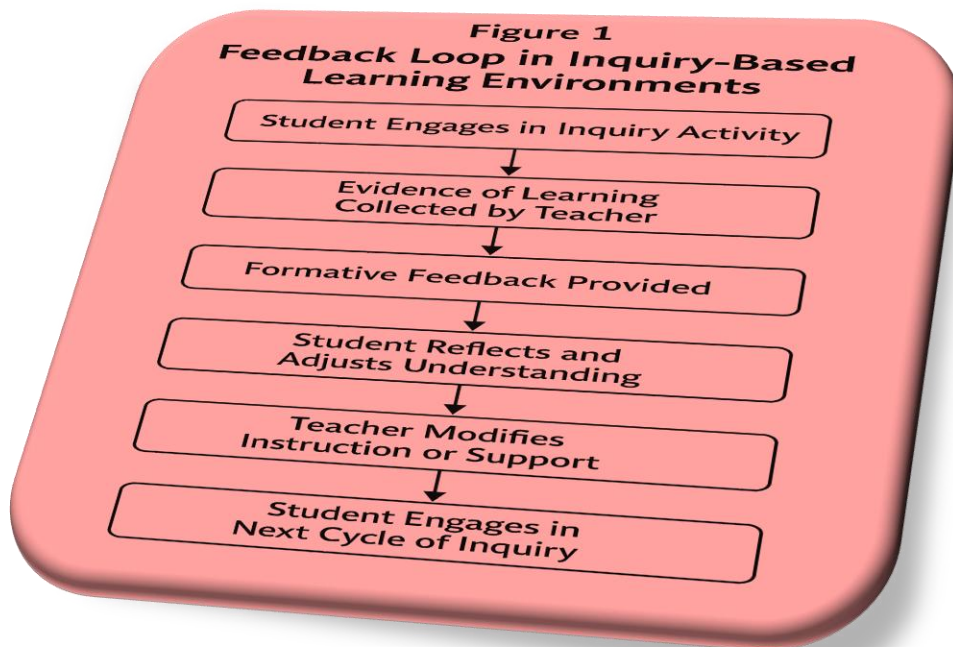 Figure 1
Feedback Loop in Inquiry-Based
Learning Environments
Student Engages in Inquiry Activity
Evidence of Learning
Collected by Teacher
Formative Feedback Provided
Student Reflects and
Adjusts Understanding
Teacher Modifies
Instruction or Support
Student Engages in
Next Cycle of Inquiry